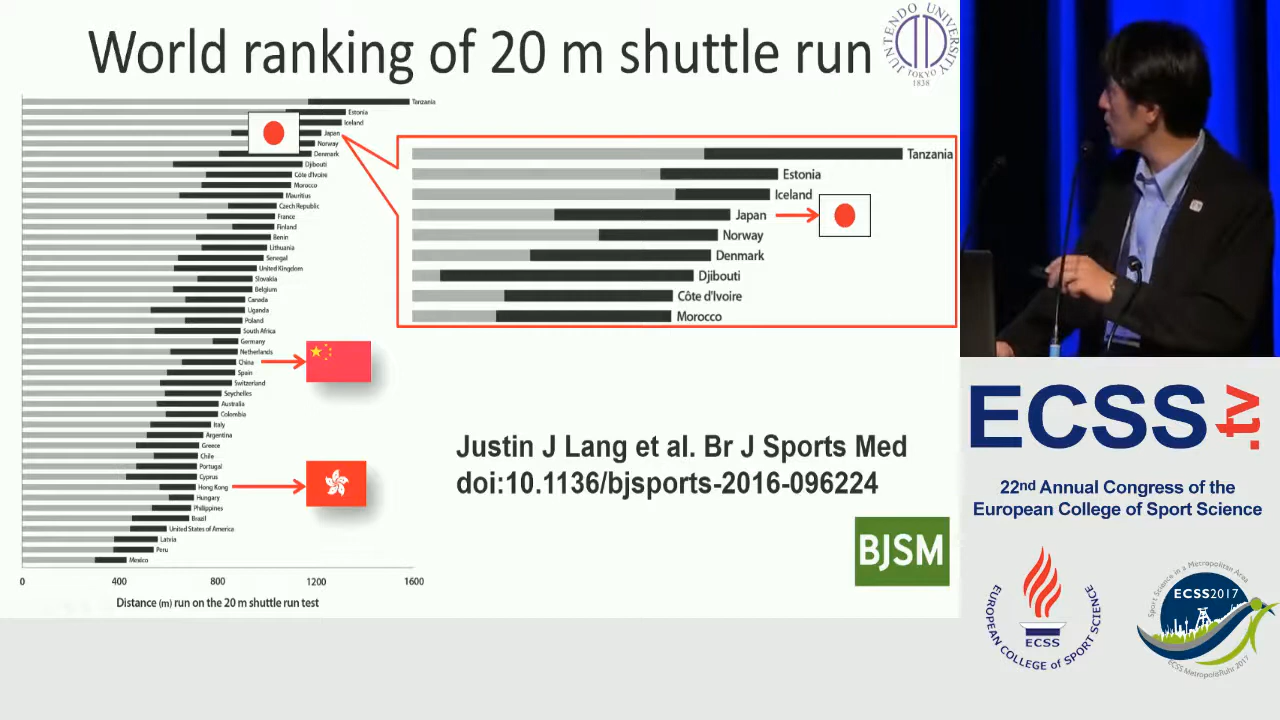 World ranking of 20 m shuttle run
JUNTENDO UNIVERSITY
TOKYO
1838
Tanzania
Estonia
Iceland
Japan
Norway
Denmark
Djibouti
Côte d'Ivoire
Morocco
Mauritius
Czech Republic
France
Finland
Benin
Lithuania
Senegal
United Kingdom
Slovakia
Belgium
Canada
Uganda
Poland
South Africa
Germany
Netherlands
China
Spain
Switzerland
Seychelles
Australia
Colombia
Italy
Argentina
Greece
Chile
Portugal
Cyprus
Hong Kong
Hungary
Philippines
Brazil
United States of America
Latvia
Peru
Mexico
0 400 800 1200 1600
Distance (m) run on the 20 m shuttle run test
Tanzania
Estonia
Iceland
Japan
Norway
Denmark
Djibouti
Côte d'Ivoire
Morocco
Justin J Lang et al. Br J Sports Med
doi:10.1136/bjsports-2016-096224
BJSM
ECSS.tv
22nd Annual Congress of the
European College of Sport Science
EUROPEAN COLLEGE OF SPORT SCIENCE
ECSS
Sport Science in a Metropolitan Area
ECSS2017
ECSS MetropolisRuhr 2017